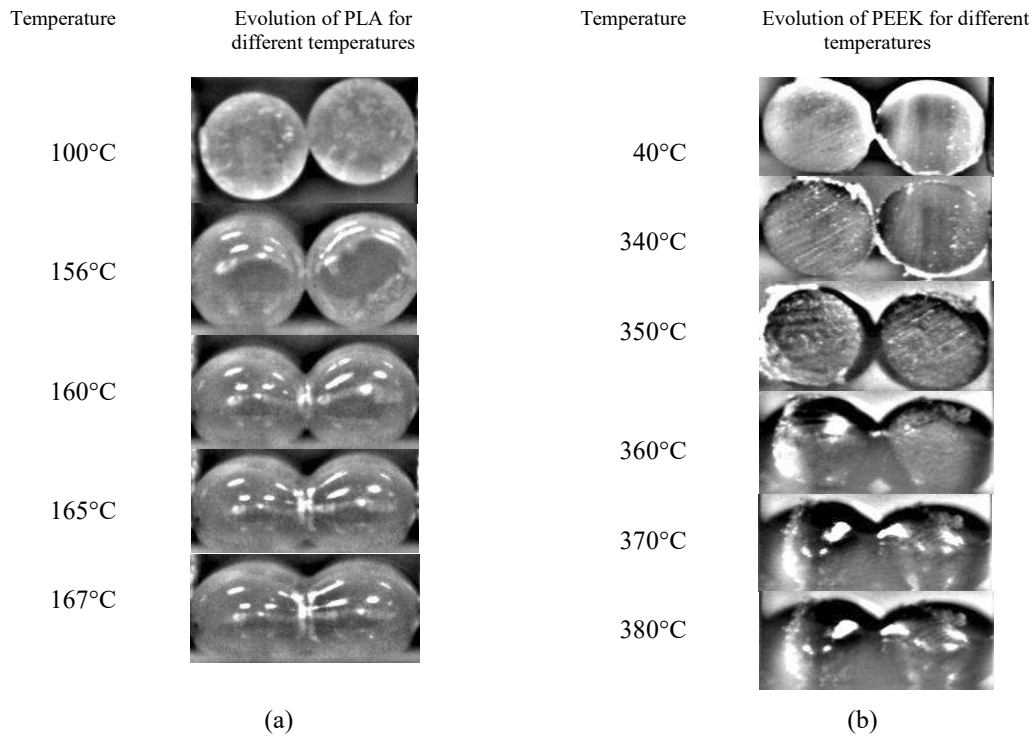 Temperature
Evolution of PLA for
different temperatures
100°C
156°C
160°C
165°C
167°C
(a)
Temperature
Evolution of PEEK for different
temperatures
40°C
340°C
350°C
360°C
370°C
380°C
(b)